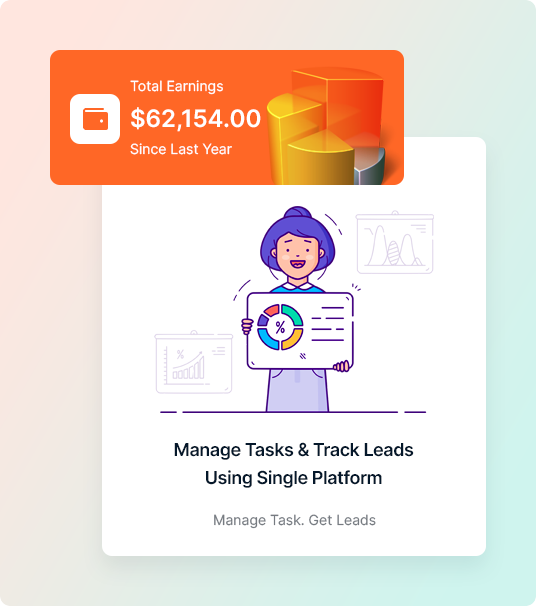 Total Earnings
$62,154.00
Since Last Year
%
%
Manage Tasks & Track Leads
Using Single Platform
Manage Task. Get Leads